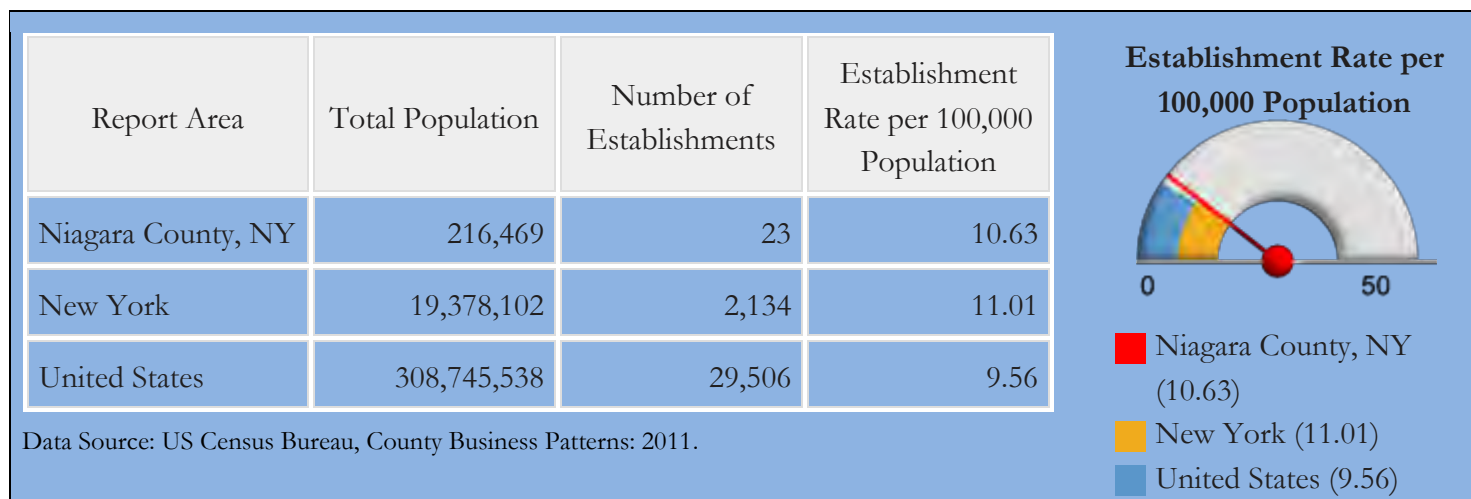 Report Area
Total Population
Number of
Establishments
Establishment
Rate per 100,000
Population
Niagara County, NY
216,469
23
10.63
New York
19,378,102
2,134
11.01
United States
308,745,538
29,506
9.56
Data Source: US Census Bureau, County Business Patterns: 2011.
Establishment Rate per
100,000 Population
0
50
Niagara County, NY
(10.63)
New York (11.01)
United States (9.56)